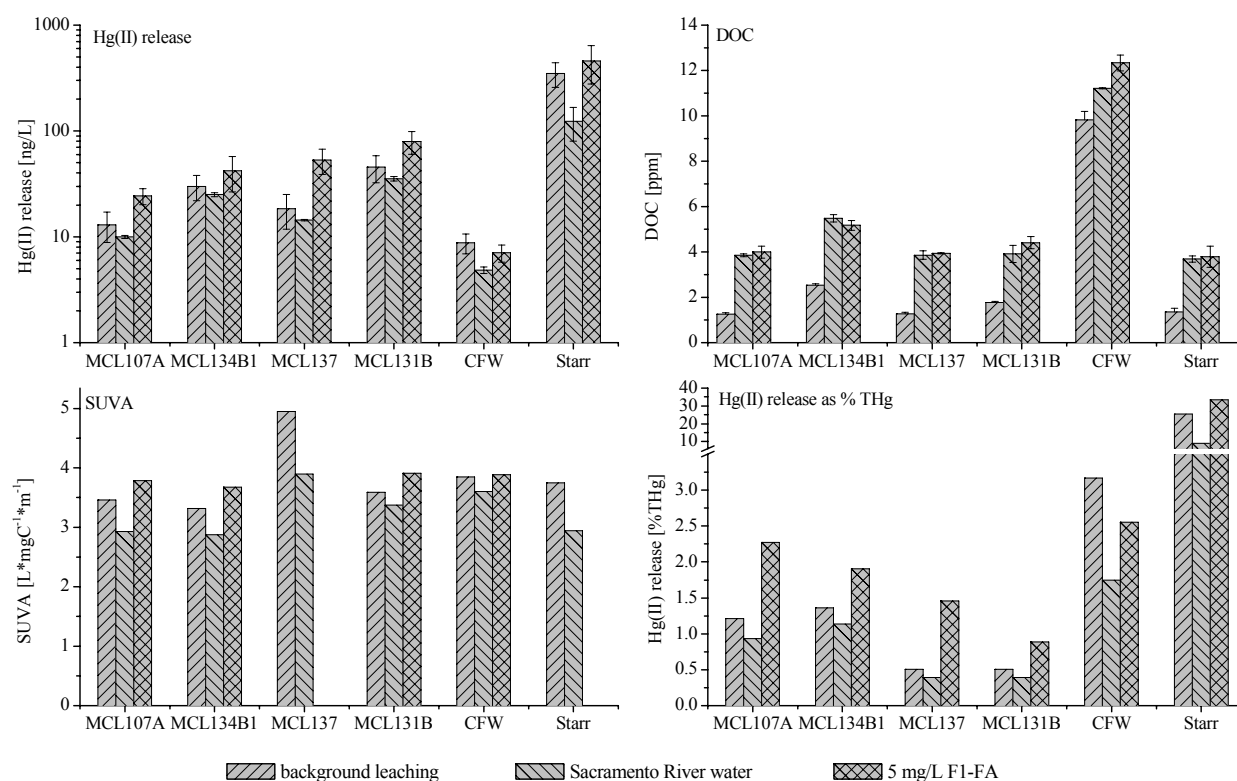 Hg(II) release
Hg(II) release [ng/L]
1000
100
10
1
MCL107A MCL134B1 MCL137 MCL131B CFW Starr
DOC
DOC [ppm]
14
12
10
8
6
4
2
0
MCL107A MCL134B1 MCL137 MCL131B CFW Starr
SUVA
SUVA [L*mgC⁻¹*m⁻¹]
5
4
3
2
1
0
MCL107A MCL134B1 MCL137 MCL131B CFW Starr
Hg(II) release as % THg
Hg(II) release [%THg]
40
30
20
10
3.0
2.5
2.0
1.5
1.0
0.5
0.0
MCL107A MCL134B1 MCL137 MCL131B CFW Starr
background leaching Sacramento River water 5 mg/L F1-FA